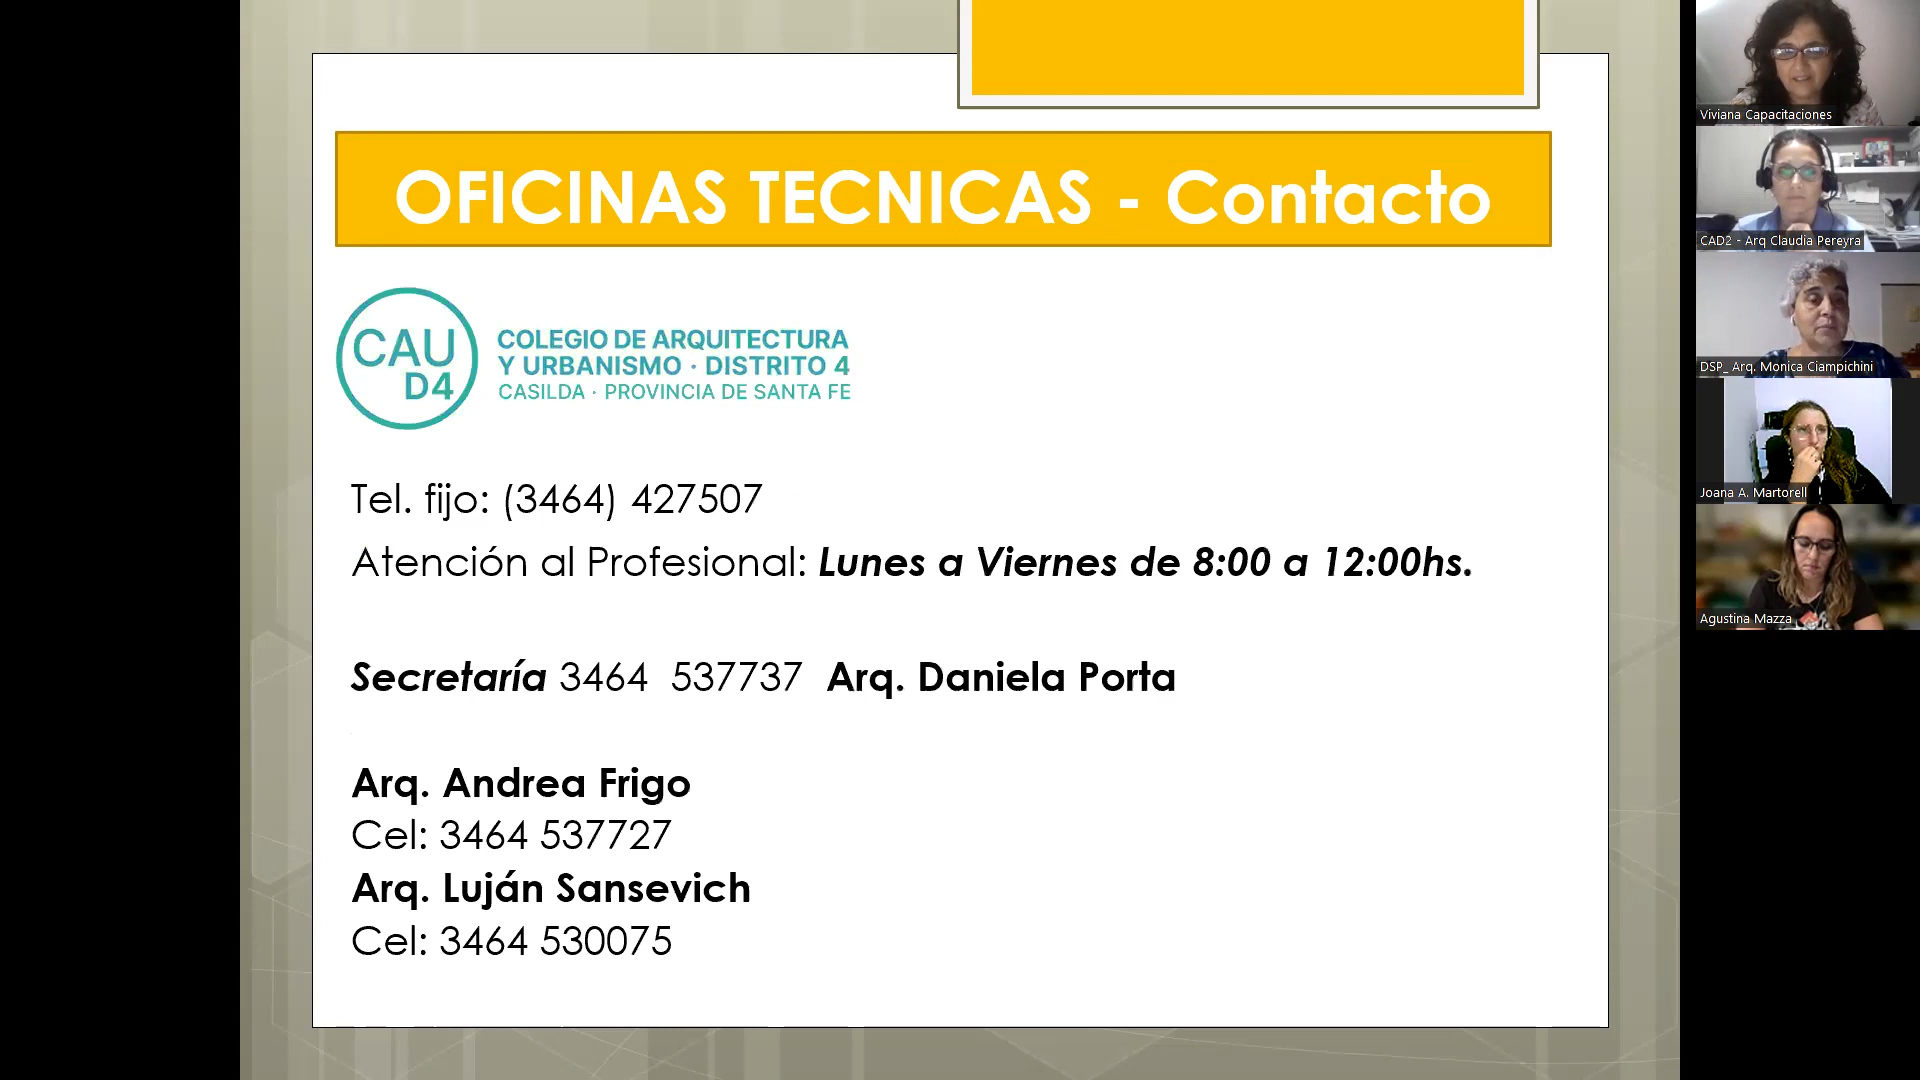 OFICINAS TECNICAS - Contacto
CAU
D4
COLEGIO DE ARQUITECTURA
Y URBANISMO · DISTRITO 4
CASILDA · PROVINCIA DE SANTA FE
Tel. fijo: (3464) 427507
Atención al Profesional: Lunes a Viernes de 8:00 a 12:00hs.
Secretaría 3464 537737 Arq. Daniela Porta
Arq. Andrea Frigo
Cel: 3464 537727
Arq. Luján Sansevich
Cel: 3464 530075
Viviana Capacitaciones
CAD2 - Arq Claudia Pereyra
DSP_ Arq. Monica Ciampichini
Joana A. Martorell
Agustina Mazza